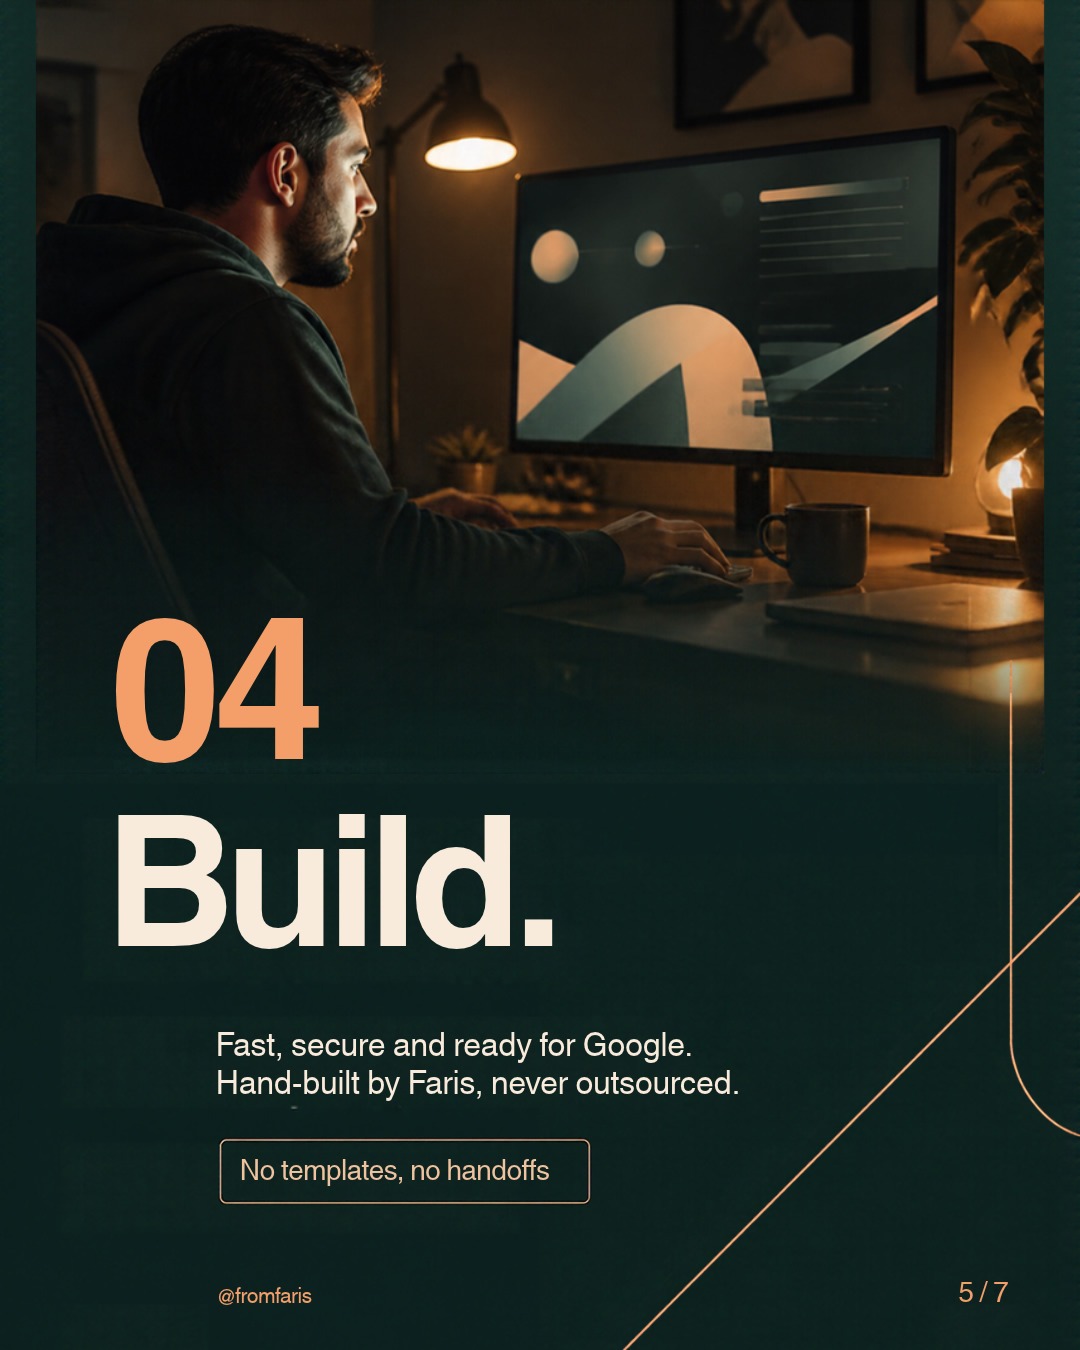 04
Build.
Fast, secure and ready for Google.
Hand-built by Faris, never outsourced.
No templates, no handoffs
@fromfaris
5 / 7